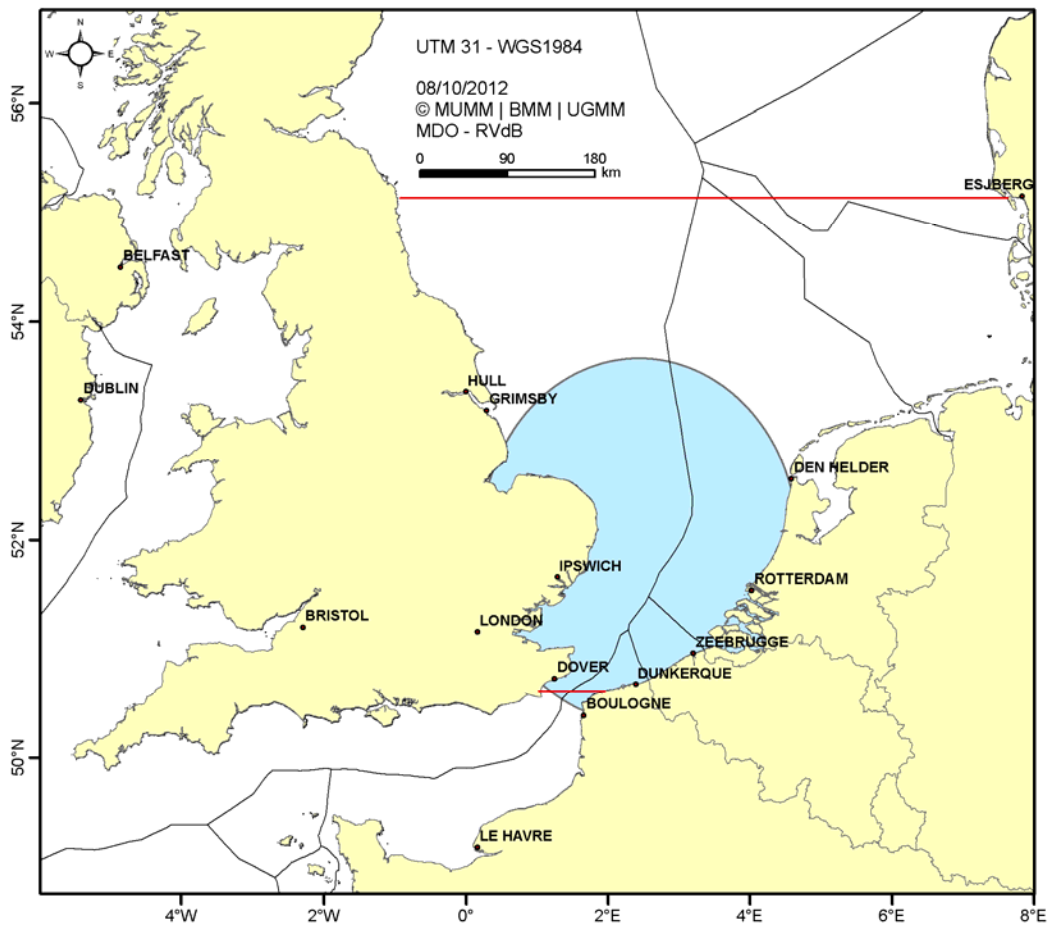 N
W E
S
UTM 31 - WGS1984
08/10/2012
© MUMM | BMM | UGMM
MDO - RVdB
0 90 180
km
56°N
ESJBERG
BELFAST
54°N
DUBLIN
HULL
GRIMSBY
DEN HELDER
52°N
IPSWICH
ROTTERDAM
BRISTOL
LONDON
ZEEBRUGGE
DOVER
DUNKERQUE
BOULOGNE
50°N
LE HAVRE
4°W 2°W 0° 2°E 4°E 6°E 8°E